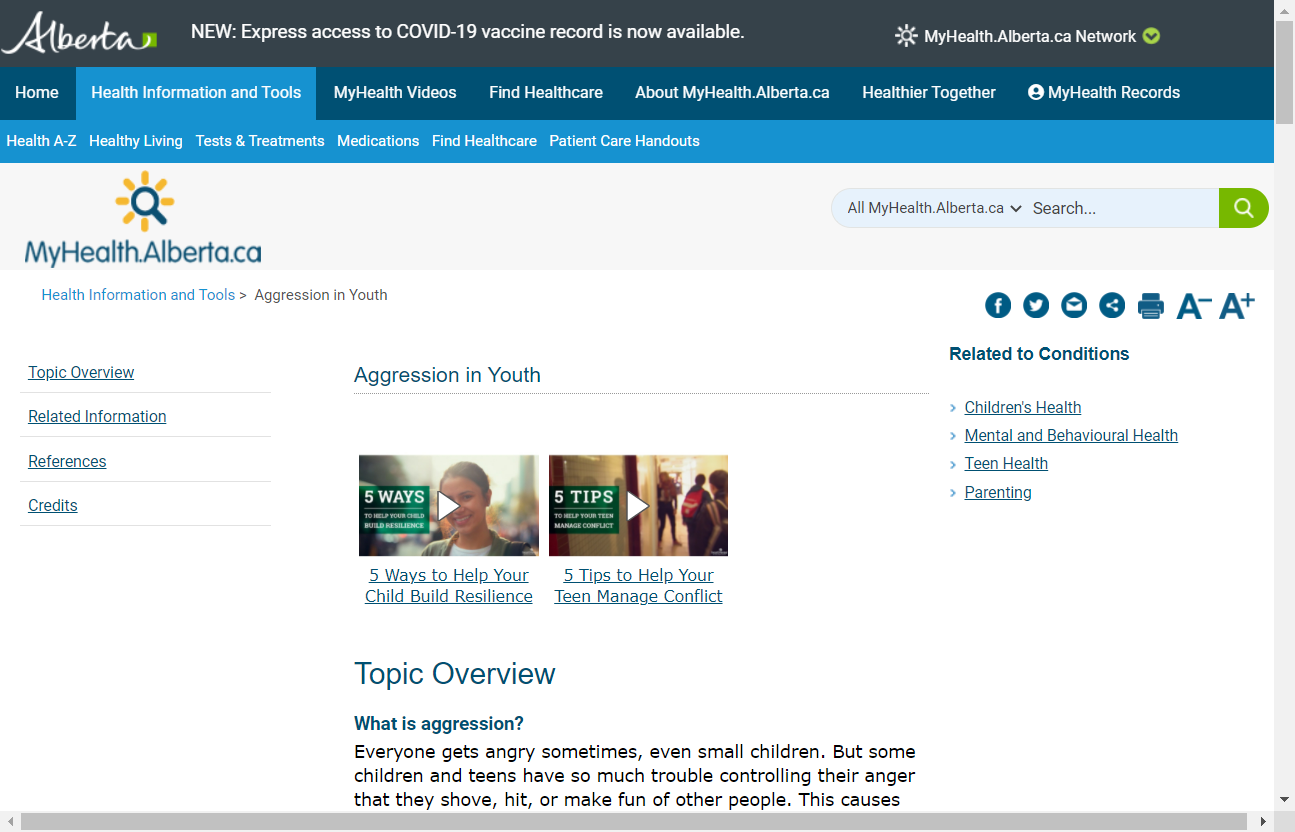 Alberta
NEW: Express access to COVID-19 vaccine record is now available.
MyHealth.Alberta.ca Network
Home
Health Information and Tools
MyHealth Videos
Find Healthcare
About MyHealth.Alberta.ca
Healthier Together
MyHealth Records
Health A-Z
Healthy Living
Tests & Treatments
Medications
Find Healthcare
Patient Care Handouts
MyHealth.Alberta.ca
All MyHealth.Alberta.ca
Search...
Health Information and Tools > Aggression in Youth
A− A+
Topic Overview
Related Information
References
Credits
Aggression in Youth
5 WAYS
TO HELP YOUR CHILD
BUILD RESILIENCE
5 TIPS
TO HELP YOUR TEEN
MANAGE CONFLICT
5 Ways to Help Your
Child Build Resilience
5 Tips to Help Your
Teen Manage Conflict
Topic Overview
What is aggression?
Everyone gets angry sometimes, even small children. But some
children and teens have so much trouble controlling their anger
that they shove, hit, or make fun of other people. This causes
Related to Conditions
Children's Health
Mental and Behavioural Health
Teen Health
Parenting